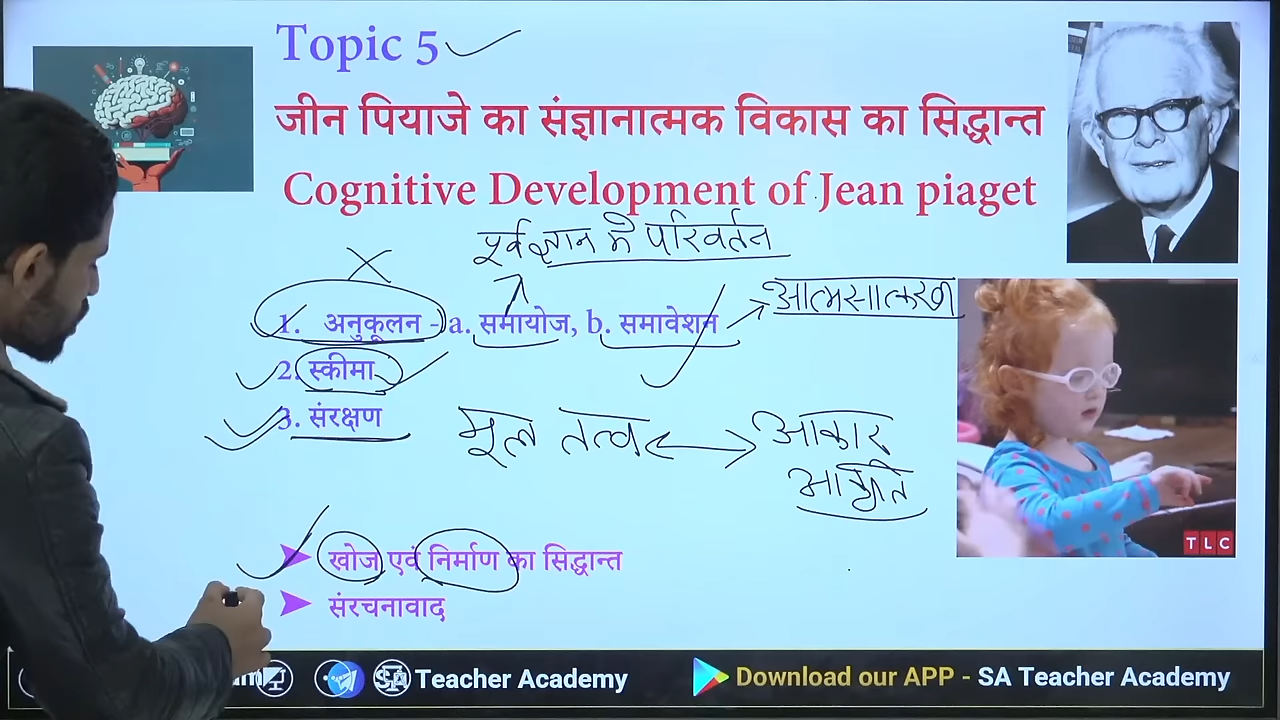 Topic 5
जीन पियाजे का संज्ञानात्मक विकास का सिद्धान्त
Cognitive Development of Jean piaget
पूर्वज्ञान मे परिवर्तन
1. अनुकूलन - a. समायोज, b. समावेशन
आत्मसात्करण
2. स्कीमा
3. संरक्षण
मूल तत्व
आकार
आकृति
खोज एवं निर्माण का सिद्धान्त
संरचनावाद
TLC
SA Teacher Academy
Download our APP - SA Teacher Academy